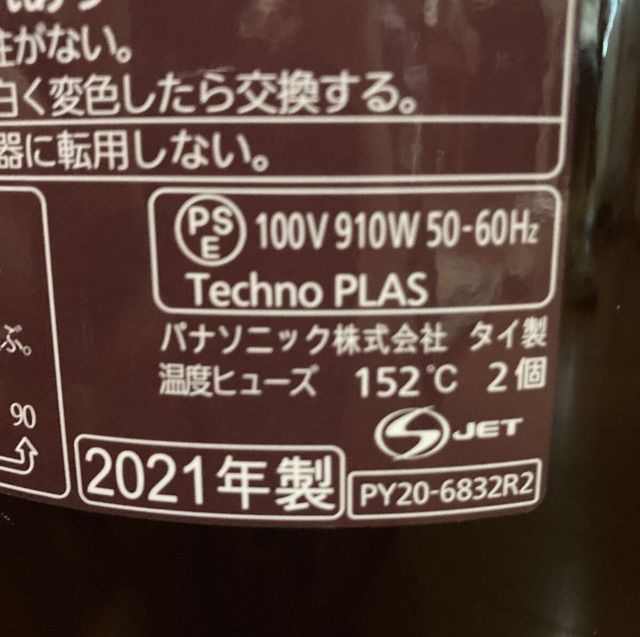 性がない。
白く変色したら交換する。
器に転用しない。
PSE 100V 910W 50-60Hz
Techno PLAS
パナソニック株式会社 タイ製
ぶ。
温度ヒューズ 152℃ 2個
90
S JET
2021年製
PY20-6832R2